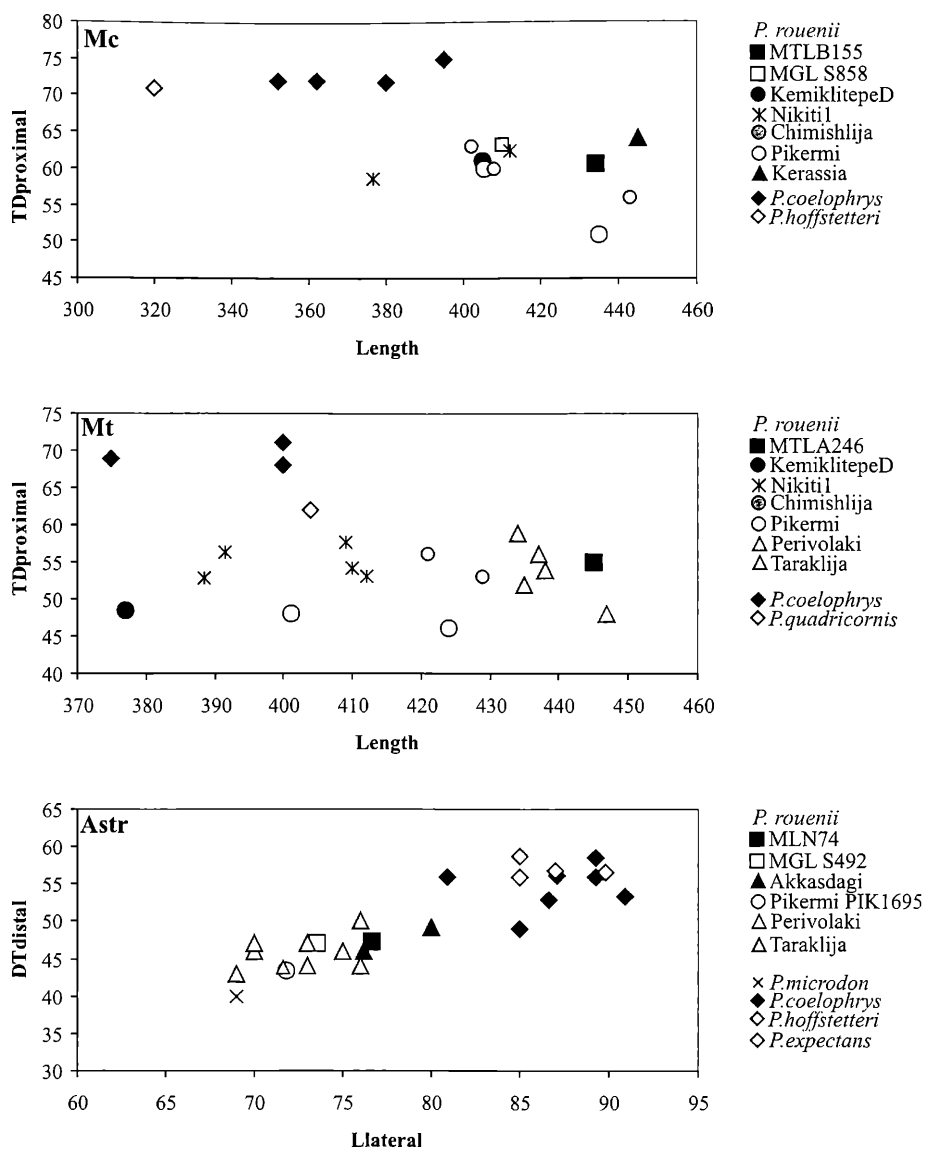 Mc
80
75
70
65
60
55
50
45
TDproximal
300 320 340 360 380 400 420 440 460
Length
P. rouenii
MTLB155
MGL S858
KemiklitepeD
Nikiti1
Chimishlija
Pikermi
Kerassia
P.coelophrys
P.hoffstetteri
Mt
75
70
65
60
55
50
45
40
TDproximal
370 380 390 400 410 420 430 440 450 460
Length
P. rouenii
MTLA246
KemiklitepeD
Nikiti1
Chimishlija
Pikermi
Perivolaki
Taraklija
P.coelophrys
P.quadricornis
Astr
65
60
55
50
45
40
35
30
DTdistal
60 65 70 75 80 85 90 95
Llateral
P. rouenii
MLN74
MGL S492
Akkasdagi
Pikermi PIK1695
Perivolaki
Taraklija
P.microdon
P.coelophrys
P.hoffstetteri
P.expectans